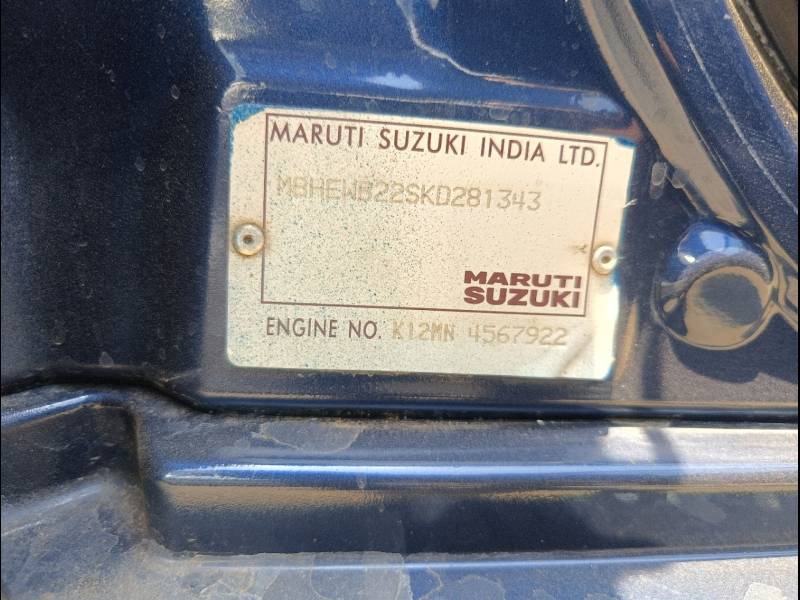 MARUTI SUZUKI INDIA LTD.
MBHEWB22SKD281343
MARUTI
SUZUKI
ENGINE NO. K12MN 4567922